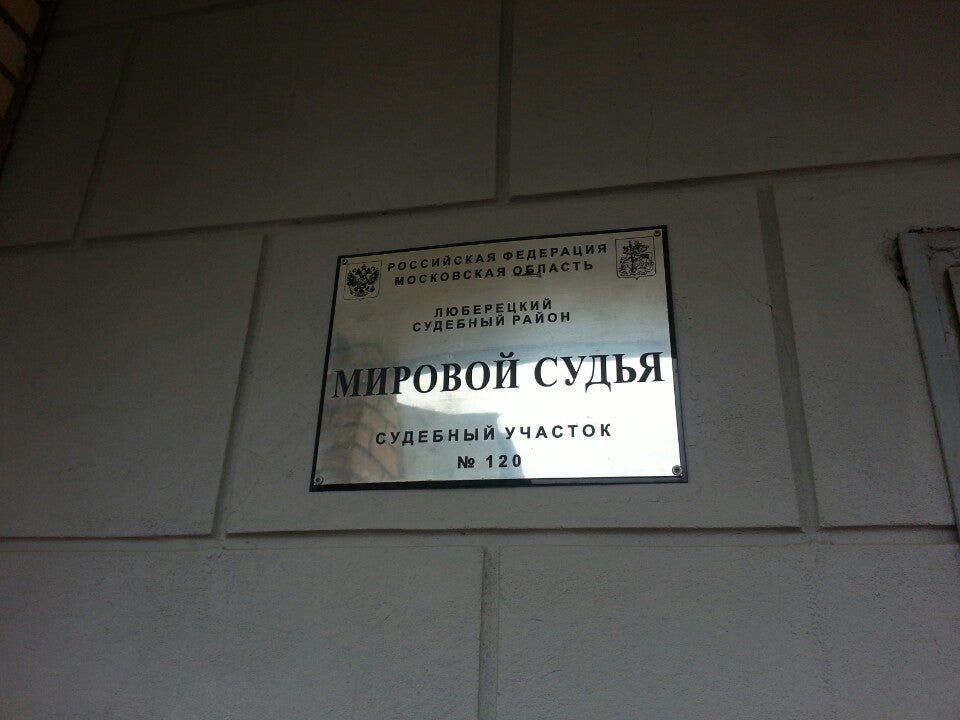 РОССИЙСКАЯ ФЕДЕРАЦИЯ
МОСКОВСКАЯ ОБЛАСТЬ
ЛЮБЕРЕЦКИЙ
СУДЕБНЫЙ РАЙОН
МИРОВОЙ СУДЬЯ
СУДЕБНЫЙ УЧАСТОК
№ 120